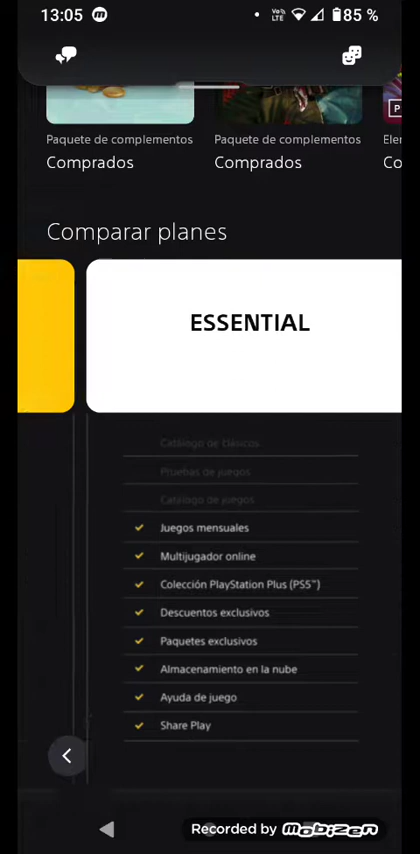 13:05
VoLTE
85 %
Paquete de complementos
Comprados
Paquete de complementos
Comprados
Comparar planes
ESSENTIAL
Catálogo de clásicos
Pruebas de juegos
Catálogo de juegos
Juegos mensuales
Multijugador online
Colección PlayStation Plus (PS5™)
Descuentos exclusivos
Paquetes exclusivos
Almacenamiento en la nube
Ayuda de juego
Share Play
Recorded by mobizen